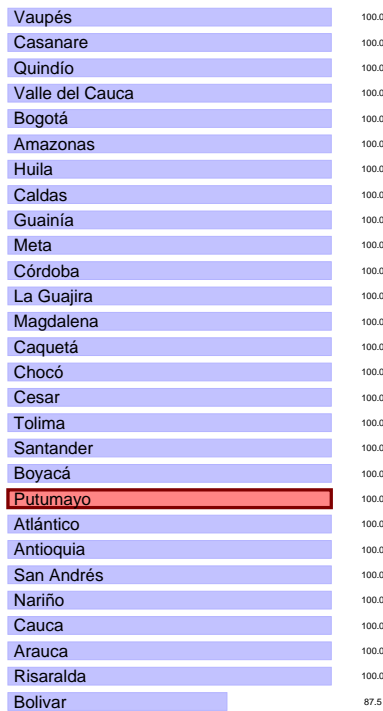 Vaupés 100.0
Casanare 100.0
Quindío 100.0
Valle del Cauca 100.0
Bogotá 100.0
Amazonas 100.0
Huila 100.0
Caldas 100.0
Guainía 100.0
Meta 100.0
Córdoba 100.0
La Guajira 100.0
Magdalena 100.0
Caquetá 100.0
Chocó 100.0
Cesar 100.0
Tolima 100.0
Santander 100.0
Boyacá 100.0
Putumayo 100.0
Atlántico 100.0
Antioquia 100.0
San Andrés 100.0
Nariño 100.0
Cauca 100.0
Arauca 100.0
Risaralda 100.0
Bolivar 87.5